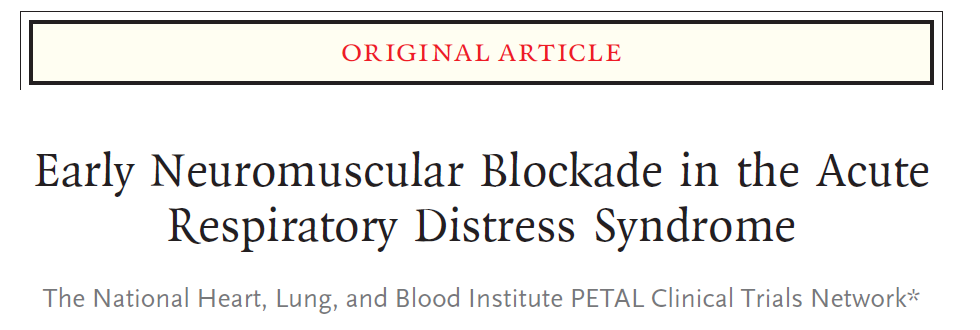 ORIGINAL ARTICLE
Early Neuromuscular Blockade in the Acute
Respiratory Distress Syndrome
The National Heart, Lung, and Blood Institute PETAL Clinical Trials Network*